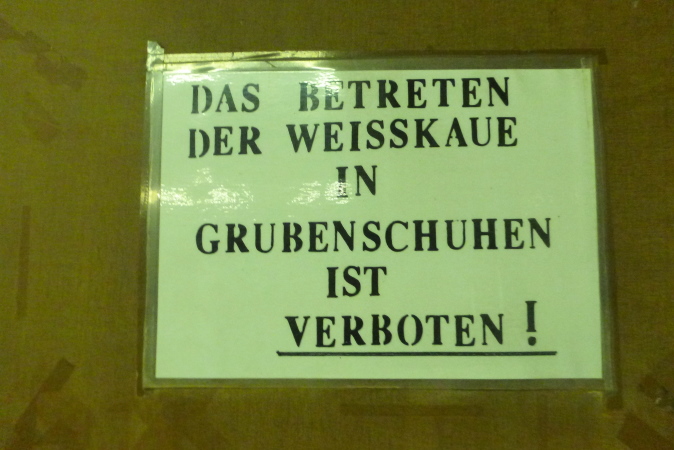 DAS BETRETEN
DER WEISSKAUE
IN
GRUBENSCHUHEN
IST
VERBOTEN!